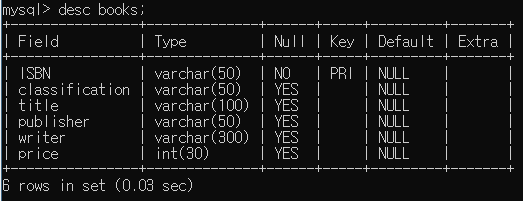 mysql> desc books;
+----------------+--------------+------+-----+---------+-------+
| Field          | Type         | Null | Key | Default | Extra |
+----------------+--------------+------+-----+---------+-------+
| ISBN           | varchar(50)  | NO   | PRI | NULL    |       |
| classification | varchar(50)  | YES  |     | NULL    |       |
| title          | varchar(100) | YES  |     | NULL    |       |
| publisher      | varchar(50)  | YES  |     | NULL    |       |
| writer         | varchar(300) | YES  |     | NULL    |       |
| price          | int(30)      | YES  |     | NULL    |       |
+----------------+--------------+------+-----+---------+-------+
6 rows in set (0.03 sec)